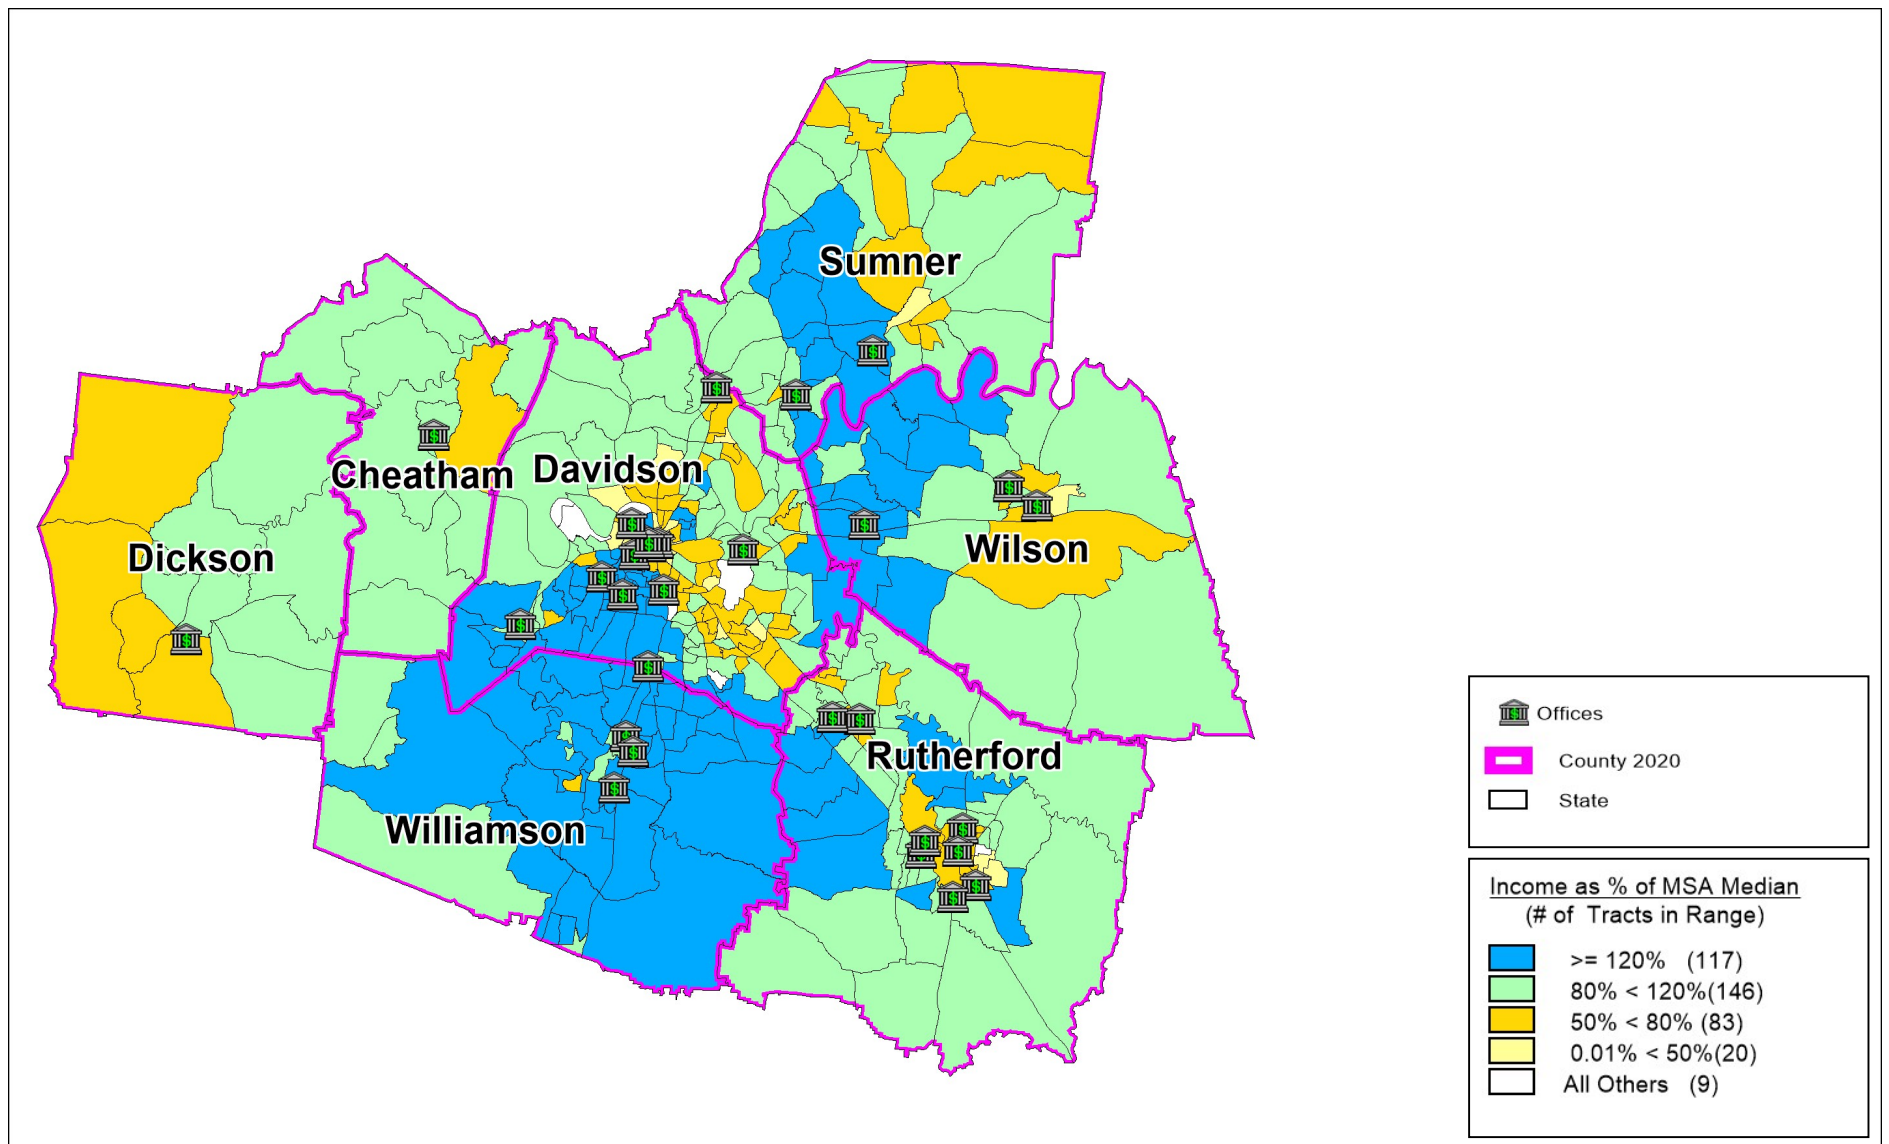 Sumner
Davidson
Cheatham
Dickson
Wilson
Rutherford
Williamson
Offices
County 2020
State
Income as % of MSA Median
(# of Tracts in Range)
>= 120% (117)
80% < 120%(146)
50% < 80% (83)
0.01% < 50%(20)
All Others (9)